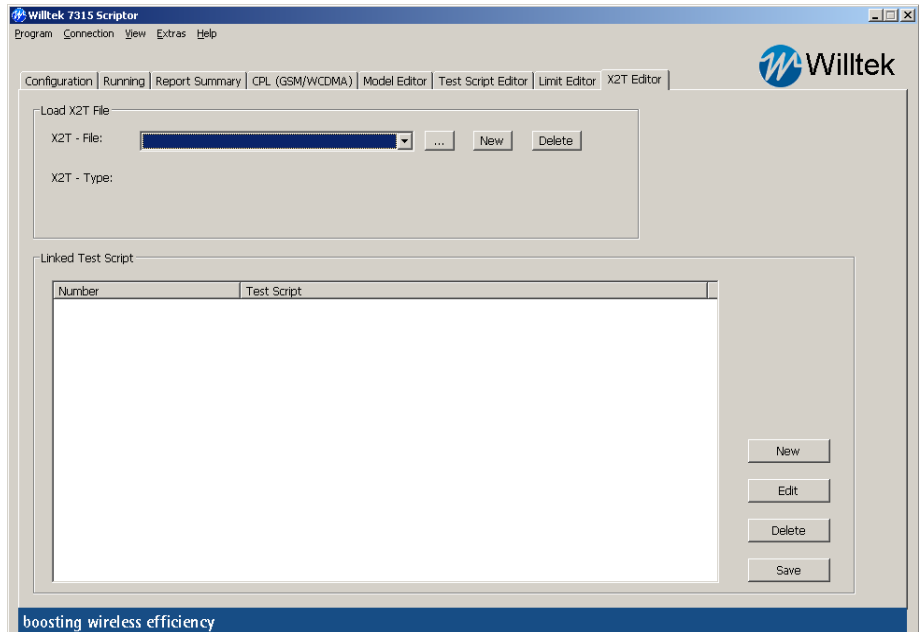 Willtek 7315 Scriptor
Program Connection View Extras Help
Willtek
Configuration Running Report Summary CPL (GSM/WCDMA) Model Editor Test Script Editor Limit Editor X2T Editor
Load X2T File
X2T - File: ... New Delete
X2T - Type:
Linked Test Script
Number Test Script
New
Edit
Delete
Save
boosting wireless efficiency